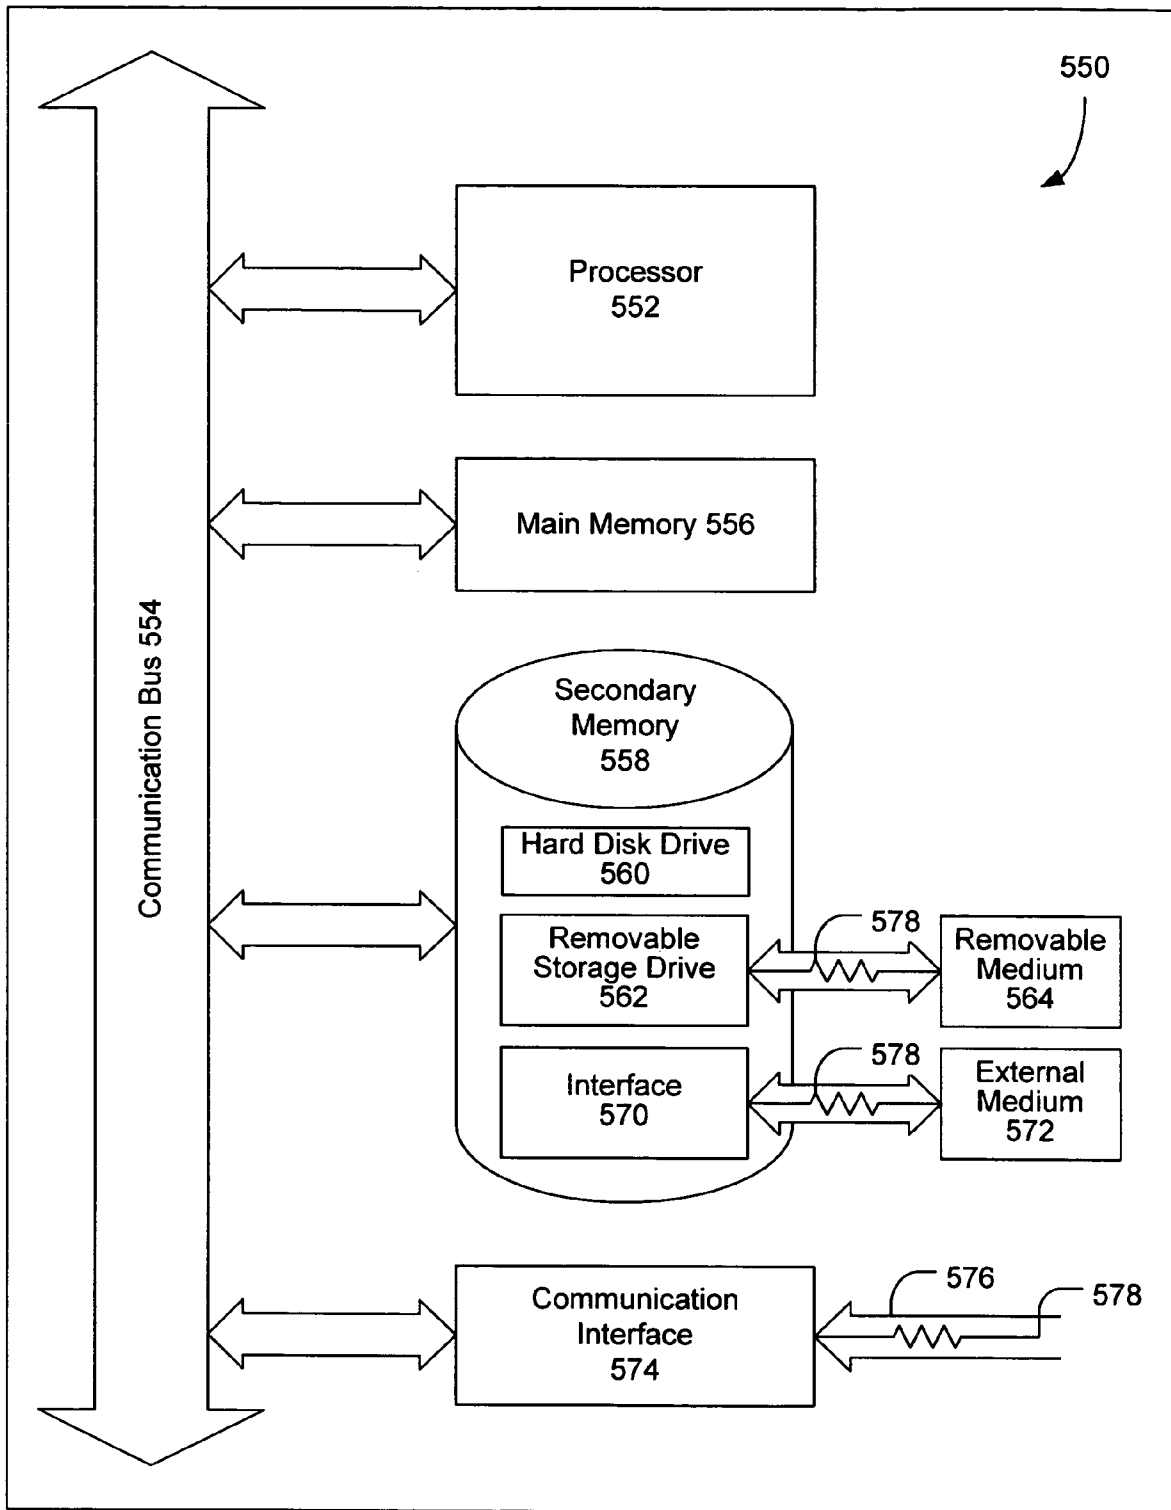 550
Processor
552
Main Memory 556
Communication Bus 554
Secondary
Memory
558
Hard Disk Drive
560
578
Removable
Storage Drive
562
Removable
Medium
564
578
Interface
570
External
Medium
572
576
578
Communication
Interface
574